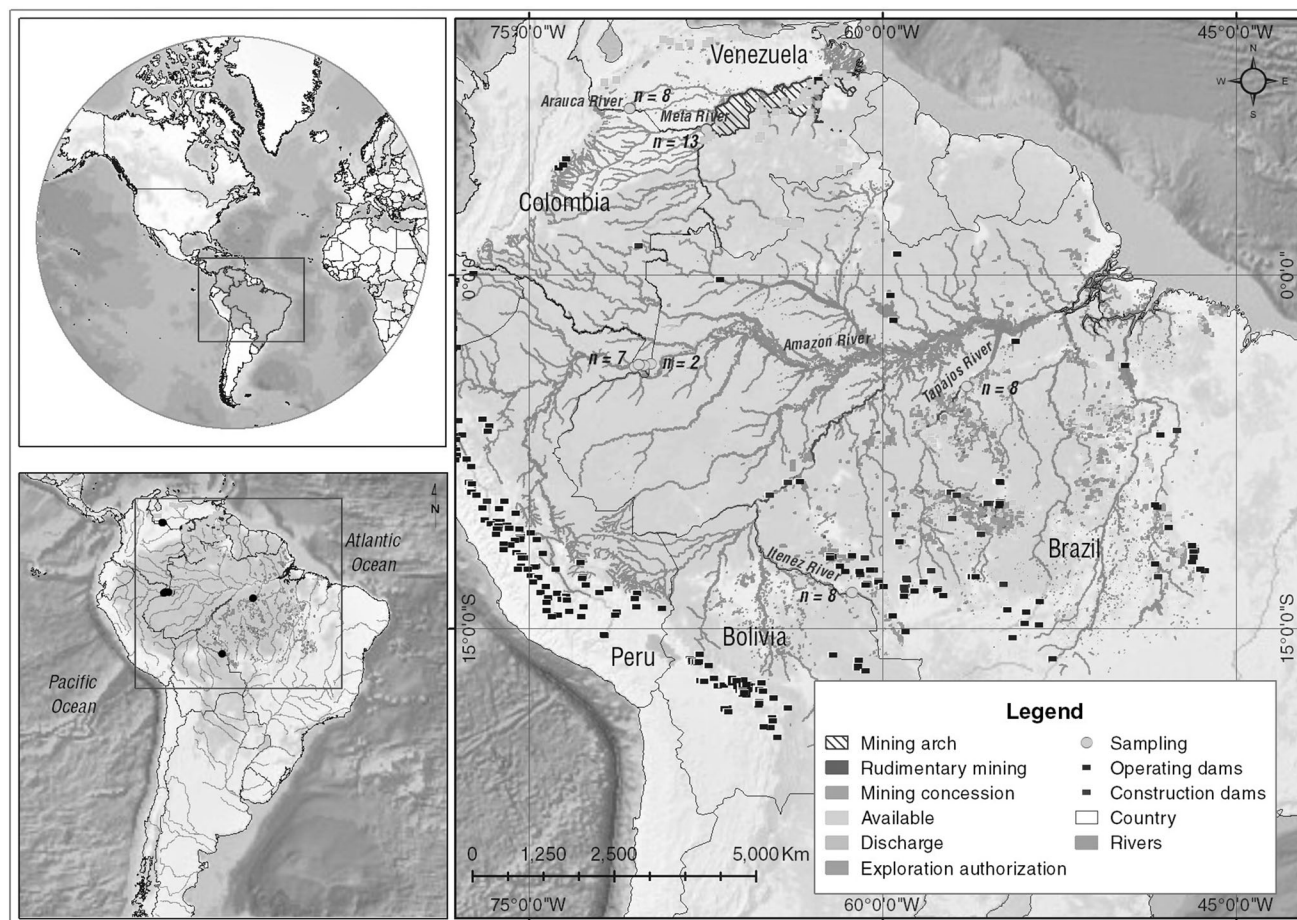 75°0'0"W
60°0'0"W
45°0'0"W
N
W
E
S
Venezuela
Arauca River
n = 8
Meta River
n = 13
Colombia
0°0'0"
0°0'0"
Amazon River
n = 7
n = 2
Tapajos River
n = 8
Brazil
Itenez River
n = 8
15°0'0"S
15°0'0"S
Bolivia
Peru
N
Atlantic
Ocean
Pacific
Ocean
Legend
Mining arch
Rudimentary mining
Mining concession
Available
Discharge
Exploration authorization
Sampling
Operating dams
Construction dams
Country
Rivers
0 1,250 2,500 5,000 Km
75°0'0"W
60°0'0"W
45°0'0"W